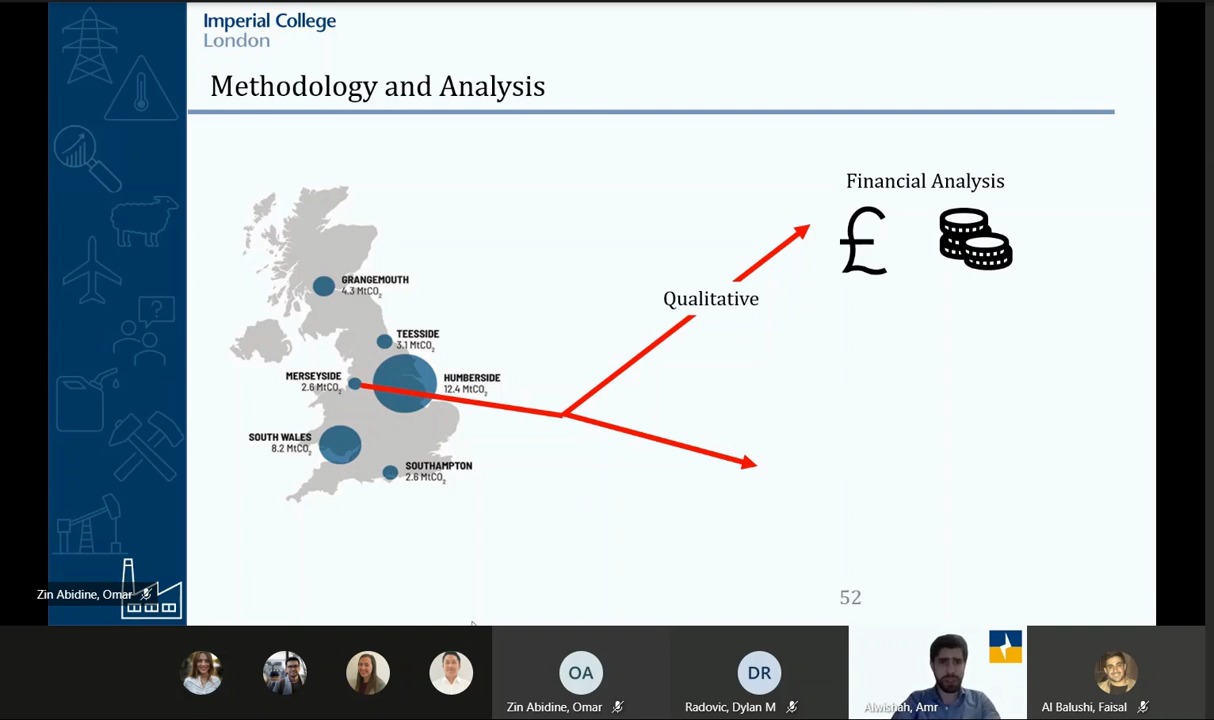 Imperial College
London
Methodology and Analysis
Financial Analysis
£
Qualitative
GRANGEMOUTH
4.3 MtCO₂
TEESSIDE
3.1 MtCO₂
MERSEYSIDE
2.6 MtCO₂
HUMBERSIDE
12.4 MtCO₂
SOUTH WALES
8.2 MtCO₂
SOUTHAMPTON
2.6 MtCO₂
?
52
Zin Abidine, Omar
OA
DR
Zin Abidine, Omar
Radovic, Dylan M
Alwishah, Amr
Al Balushi, Faisal